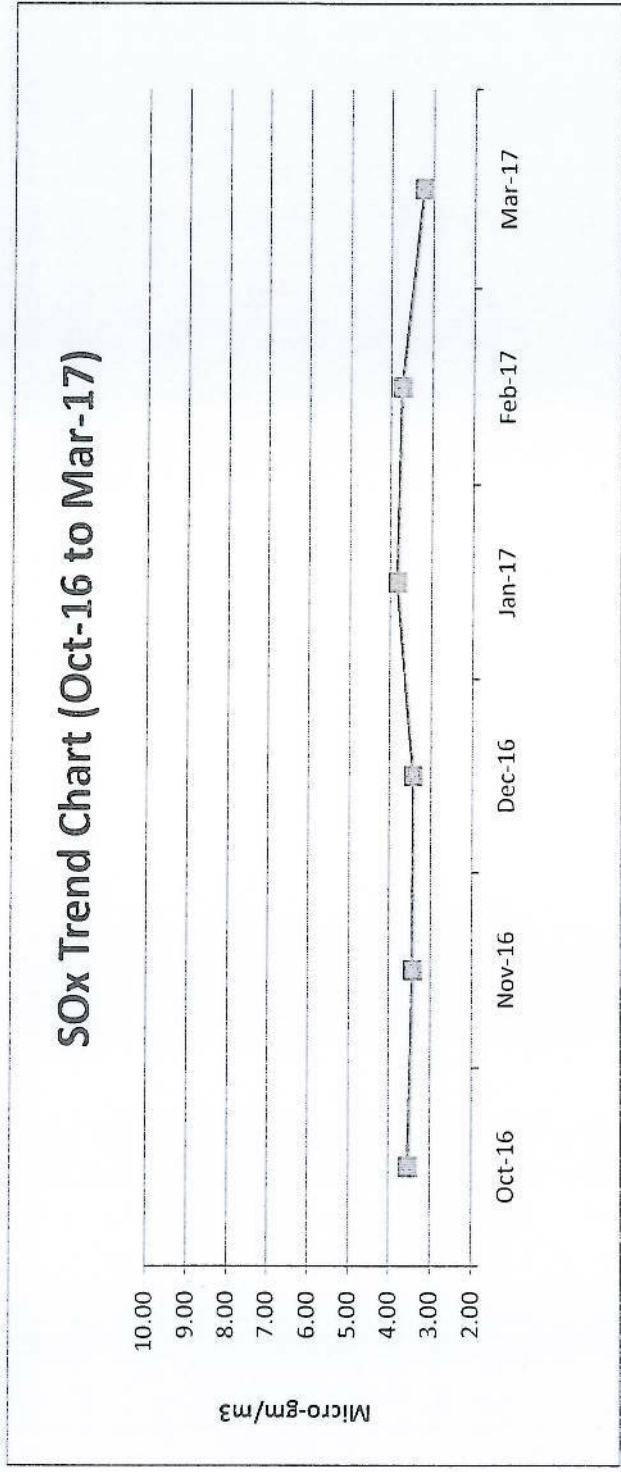 SOx Trend Chart (Oct-16 to Mar-17)
Micro-gm/m3
10.00
9.00
8.00
7.00
6.00
5.00
4.00
3.00
2.00
Oct-16
Nov-16
Dec-16
Jan-17
Feb-17
Mar-17